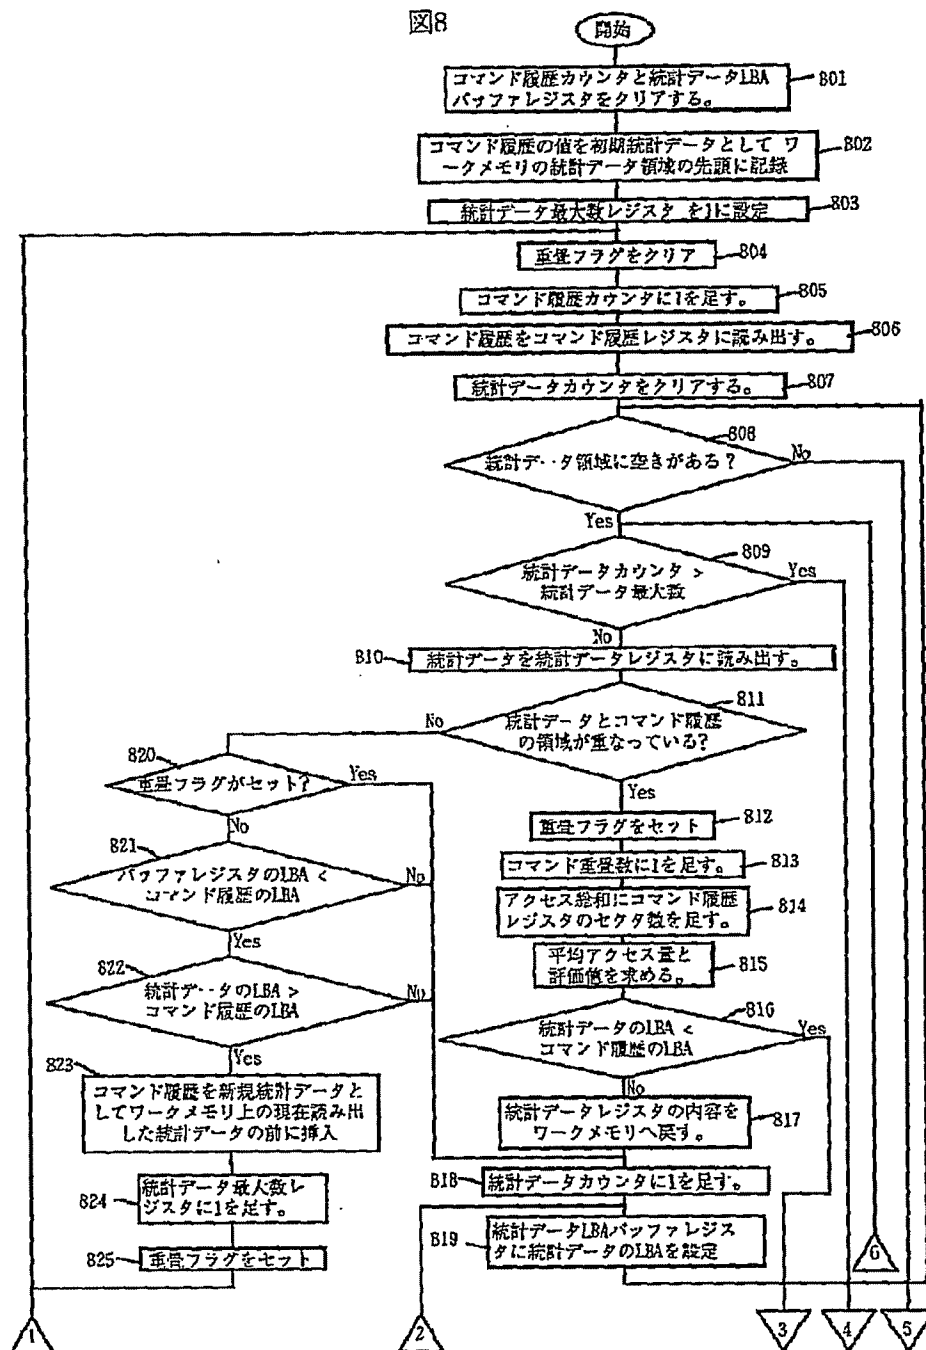 図8
開始
コマンド履歴カウンタと統計データLBA
バッファレジスタをクリアする。
801
コマンド履歴の値を初期統計データとして ワ
ークメモリの統計データ領域の先頭に記録
802
統計データ最大数レジスタ を1に設定
803
重畳フラグをクリア
804
コマンド履歴カウンタに1を足す。
805
コマンド履歴をコマンド履歴レジスタに読み出す。
806
統計データカウンタをクリアする。
807
808
統計データ領域に空きがある?
No
Yes
809
統計データカウンタ >
統計データ最大数
Yes
No
810
統計データを統計データレジスタに読み出す。
811
統計データとコマンド履歴
の領域が重なっている?
No
Yes
820
重畳フラグがセット?
Yes
No
重畳フラグをセット
812
コマンド重畳数に1を足す。
813
821
バッファレジスタのLBA <
コマンド履歴のLBA
No
Yes
アクセス総和にコマンド履歴
レジスタのセクタ数を足す。
814
平均アクセス量と
評価値を求める。
815
822
統計データのLBA >
コマンド履歴のLBA
No
Yes
816
統計データのLBA <
コマンド履歴のLBA
Yes
No
823
コマンド履歴を新規統計データと
してワークメモリ上の現在読み出
した統計データの前に挿入
統計データレジスタの内容を
ワークメモリへ戻す。
817
818
統計データカウンタに1を足す。
824
統計データ最大数レ
ジスタに1を足す。
819
統計データLBAバッファレジス
タに統計データのLBAを設定
825
重畳フラグをセット
6
1
2
3
4
5